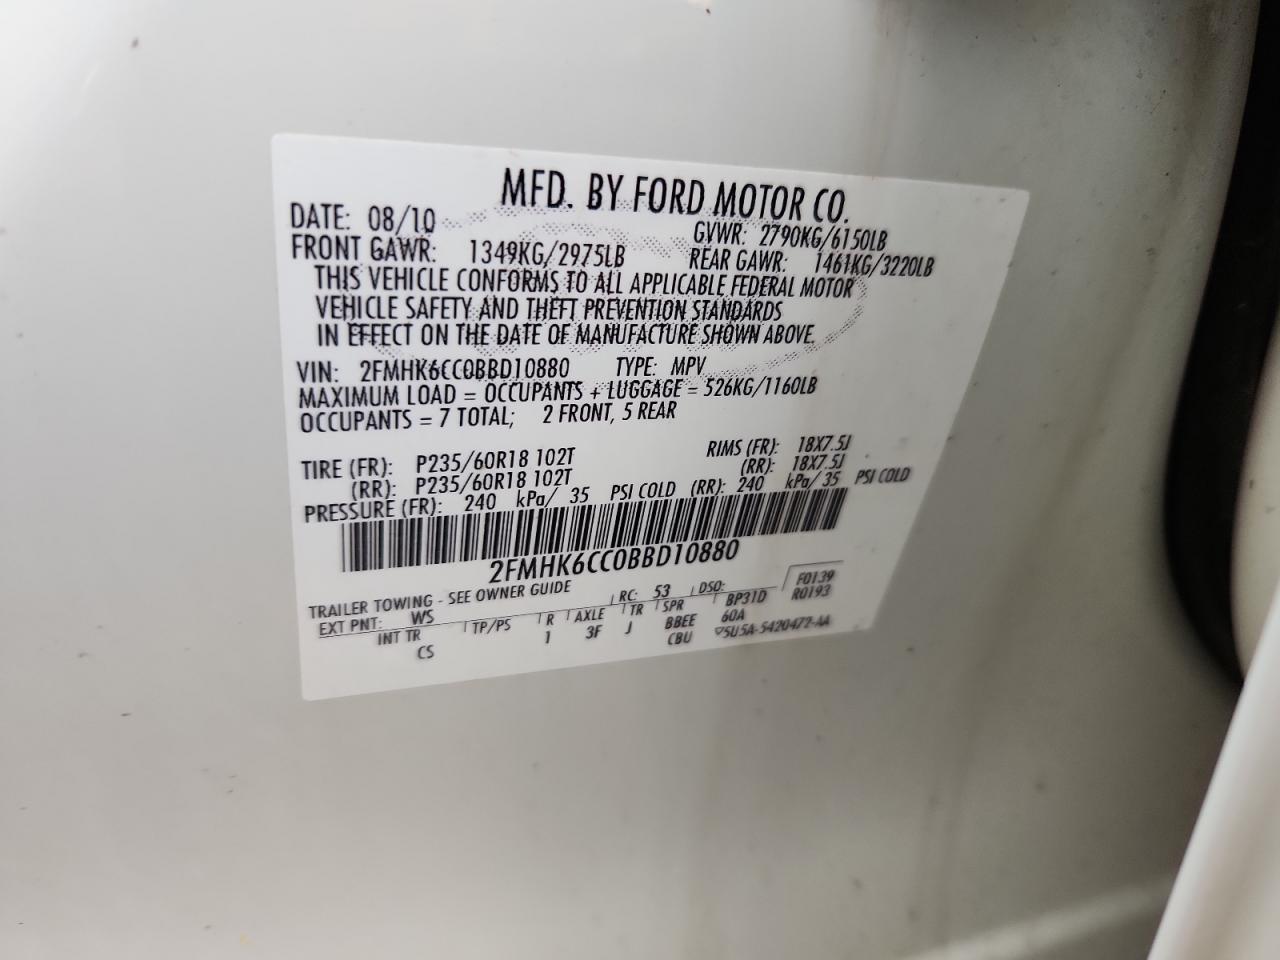 MFD. BY FORD MOTOR CO.
DATE: 08/10 GVWR: 2790KG/6150LB
FRONT GAWR: 1349KG/2975LB REAR GAWR: 1461KG/3220LB
THIS VEHICLE CONFORMS TO ALL APPLICABLE FEDERAL MOTOR
VEHICLE SAFETY AND THEFT PREVENTION STANDARDS
IN EFFECT ON THE DATE OF MANUFACTURE SHOWN ABOVE.
VIN: 2FMHK6CC0BBD10880 TYPE: MPV
MAXIMUM LOAD = OCCUPANTS + LUGGAGE = 526KG/1160LB
OCCUPANTS = 7 TOTAL; 2 FRONT, 5 REAR
TIRE (FR): P235/60R18 102T RIMS (FR): 18X7.5J
(RR): P235/60R18 102T (RR): 18X7.5J
PRESSURE (FR): 240 kPa/ 35 PSI COLD (RR): 240 kPa/ 35 PSI COLD
2FMHK6CC0BBD10880
TRAILER TOWING - SEE OWNER GUIDE
EXT PNT: WS RC: 53 DSO: F0139
INT TR TP/PS R AXLE TR SPR BP31D R0193
CS 1 3F J BBEE 60A
CBU 5U5A-5420472-AA